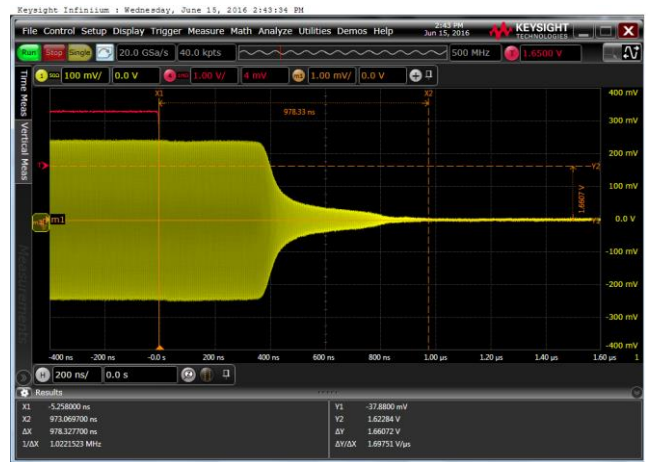 Keysight Infiniium : Wednesday, June 15, 2016 2:43:34 PM
File Control Setup Display Trigger Measure Math Analyze Utilities Demos Help
2:43 PM
Jun 15, 2016
KEYSIGHT
TECHNOLOGIES
Run Stop Single 20.0 GSa/s 40.0 kpts 500 MHz 1.6500 V
1 100 mV/ 0.0 V 1.00 V/ 4 mV m1 1.00 mV/ 0.0 V
Time Meas
Vertical Meas
Measurements
X1 X2 400 mV
978.33 ns
300 mV
200 mV
T Y2
100 mV
1.6607 V
m1 0.0 V
-100 mV
-200 mV
-300 mV
-400 mV
-400 ns -200 ns -0.0 s 200 ns 400 ns 600 ns 800 ns 1.00 µs 1.20 µs 1.40 µs 1.60 µs 1
H 200 ns/ 0.0 s
Results
X1 -5.258000 ns Y1 -37.8800 mV
X2 973.069700 ns Y2 1.62284 V
ΔX 978.327700 ns ΔY 1.66072 V
1/ΔX 1.0221523 MHz ΔY/ΔX 1.69751 V/µs